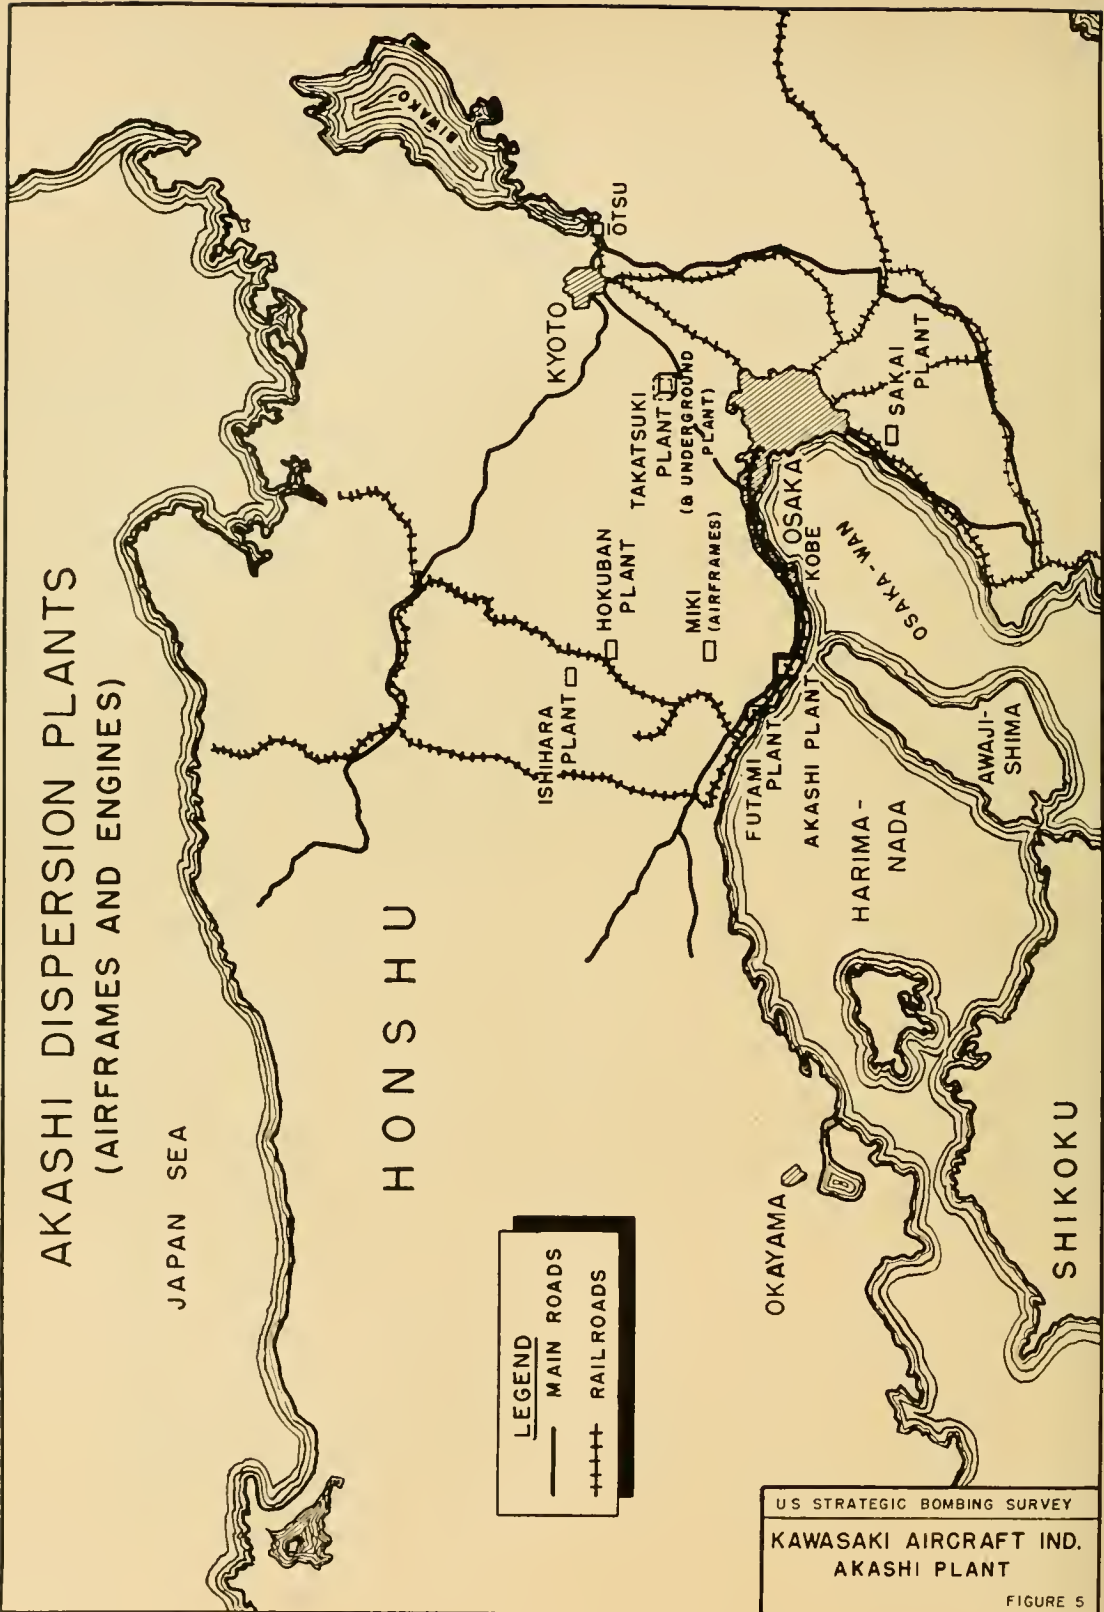 AKASHI DISPERSION PLANTS
(AIRFRAMES AND ENGINES)
JAPAN SEA
HONSHU
BIWAKO
KYOTO
ŌTSU
TAKATSUKI
PLANT
(& UNDERGROUND
PLANT)
HOKUBAN
PLANT
ISHIHARA
PLANT
MIKI
(AIRFRAMES)
OSAKA
KOBE
SAKAI
PLANT
OSAKA-WAN
FUTAMI
PLANT
AKASHI PLANT
AWAJI-
SHIMA
HARIMA-
NADA
OKAYAMA
SHIKOKU
LEGEND
MAIN ROADS
RAILROADS
US STRATEGIC BOMBING SURVEY
KAWASAKI AIRCRAFT IND.
AKASHI PLANT
FIGURE 5